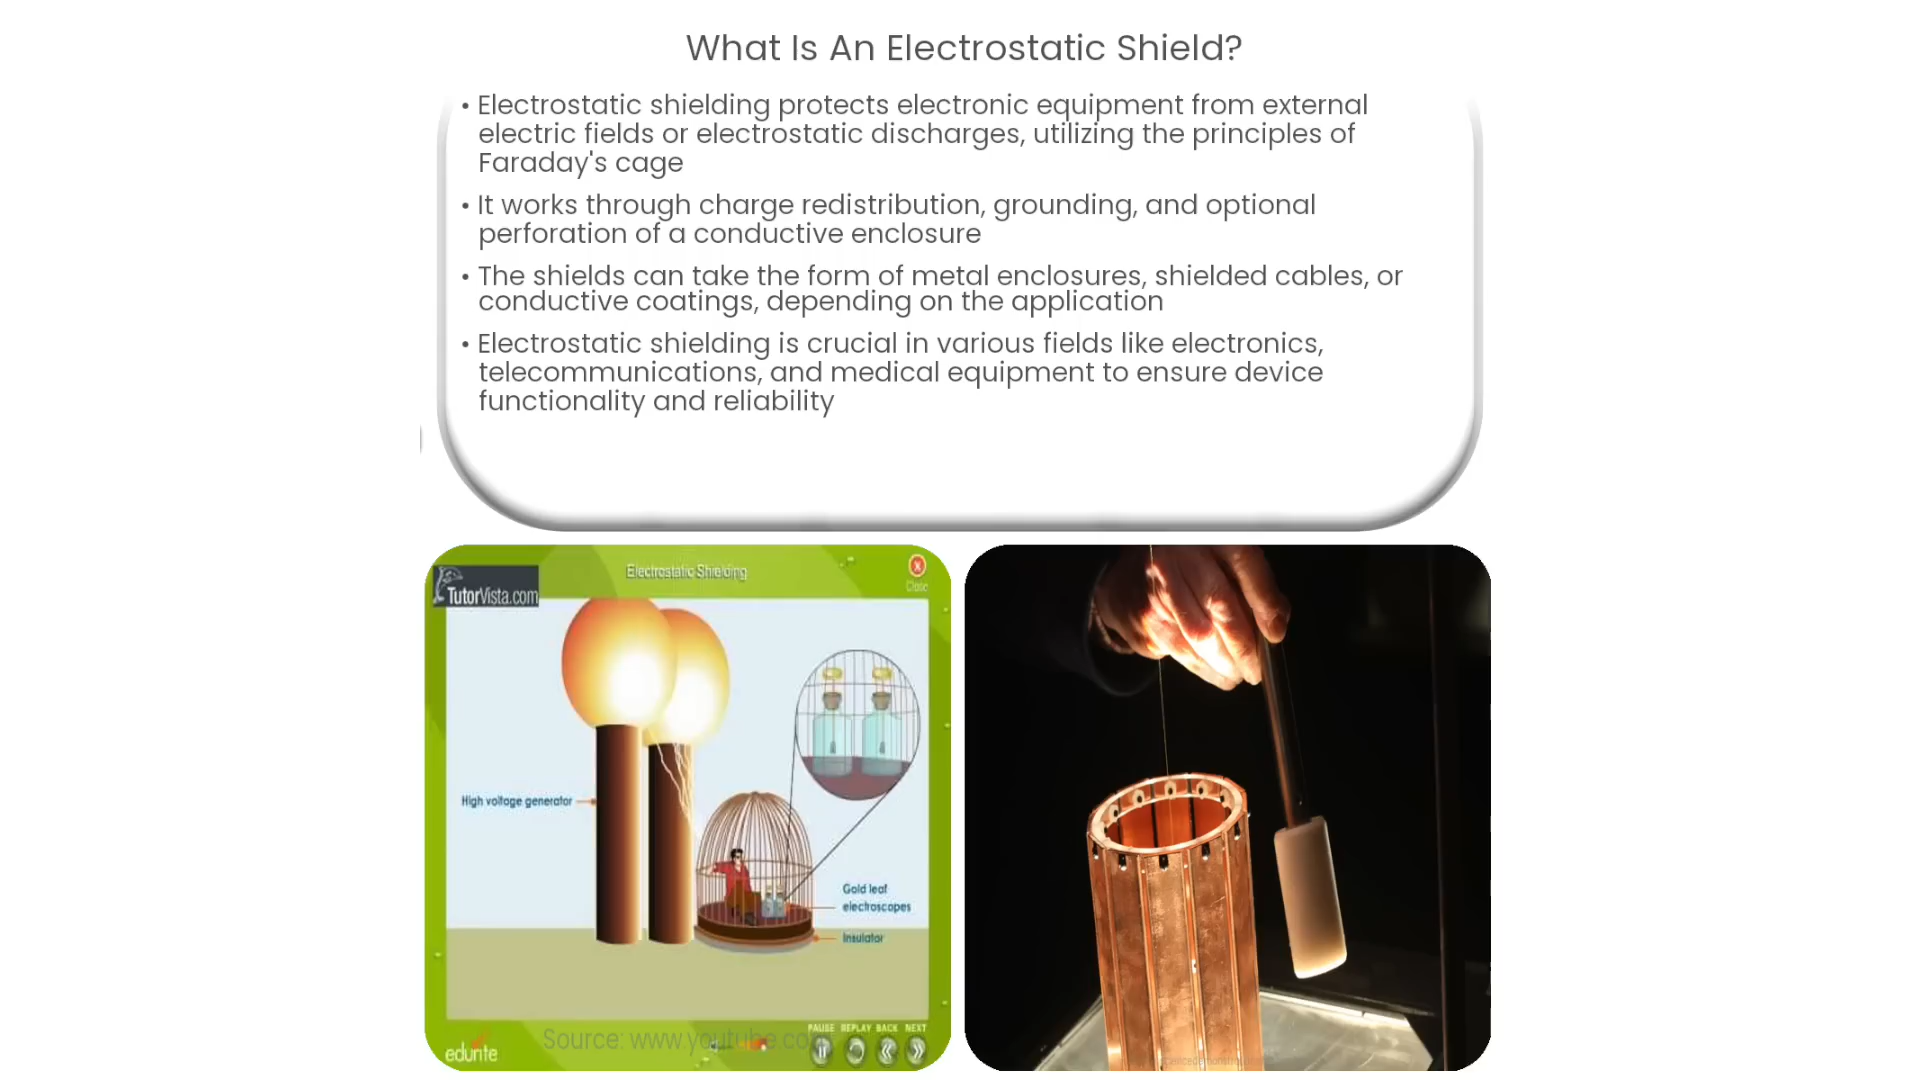 What Is An Electrostatic Shield?
• Electrostatic shielding protects electronic equipment from external
electric fields or electrostatic discharges, utilizing the principles of
Faraday's cage
• It works through charge redistribution, grounding, and optional
perforation of a conductive enclosure
• The shields can take the form of metal enclosures, shielded cables, or
conductive coatings, depending on the application
• Electrostatic shielding is crucial in various fields like electronics,
telecommunications, and medical equipment to ensure device
functionality and reliability
Electrostatic Shielding
X
Close
TutorVista.com
High voltage generator
Gold leaf
electroscopes
Insulator
PAUSE REPLAY BACK NEXT
Source: www.youtube.co
edurite